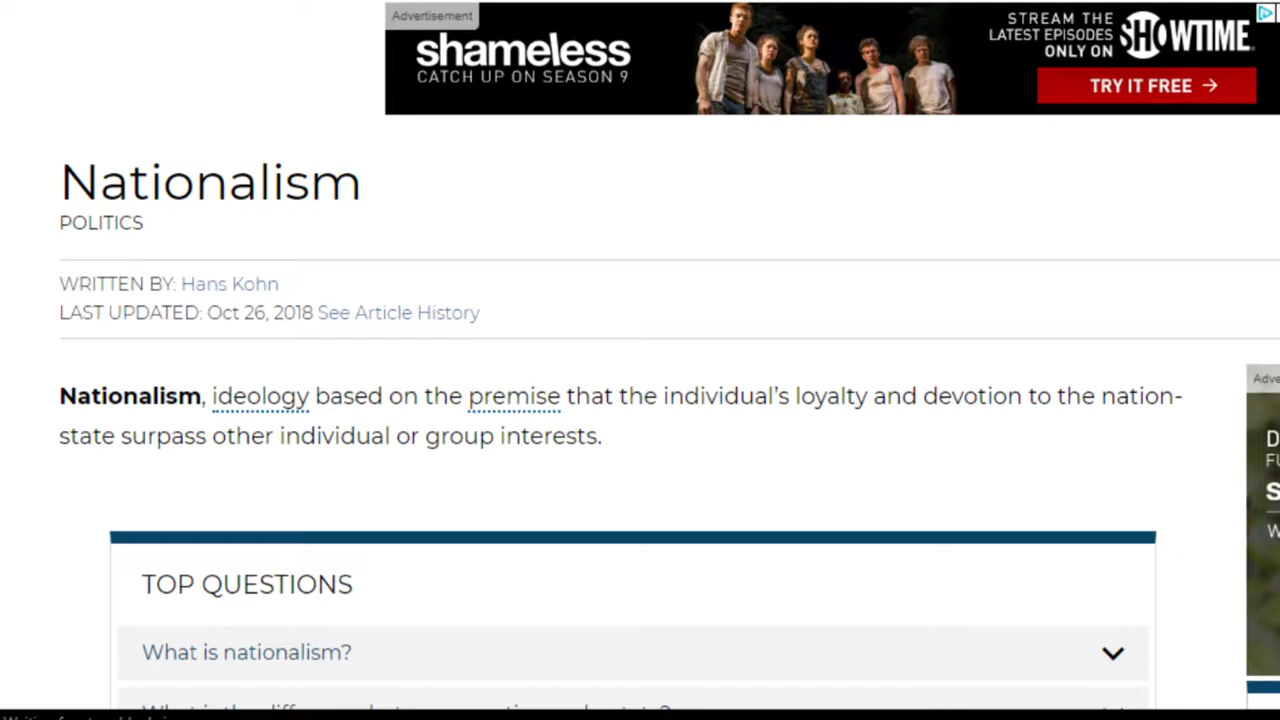 Advertisement
shameless
CATCH UP ON SEASON 9
STREAM THE
LATEST EPISODES
ONLY ON
SHOWTIME
TRY IT FREE →
Nationalism
POLITICS
WRITTEN BY: Hans Kohn
LAST UPDATED: Oct 26, 2018 See Article History
Nationalism, ideology based on the premise that the individual's loyalty and devotion to the nation-
state surpass other individual or group interests.
TOP QUESTIONS
What is nationalism?